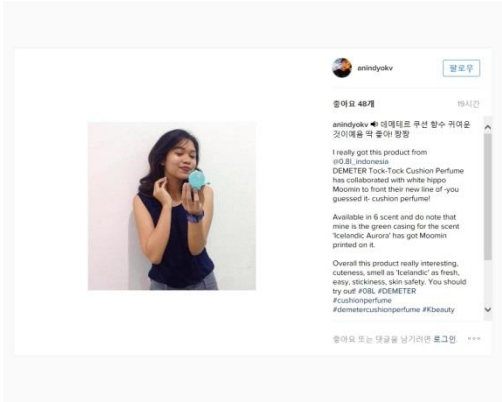 anindyokv
팔로우
좋아요 48개
19시간
anindyokv 🔊 데메테르 쿠션 향수 귀여운
것이예욤 딱 좋아! 짱짱
I really got this product from
@0.8l_indonesia
DEMETER Tock-Tock Cushion Perfume
has collaborated with white hippo
Moomin to front their new line of -you
guessed it- cushion perfume!
Available in 6 scent and do note that
mine is the green casing for the scent
'Icelandic Aurora' has got Moomin
printed on it.
Overall this product really interesting,
cuteness, smell as 'Icelandic' as fresh,
easy, stickiness, skin safety. You should
try out! #08L #DEMETER
#cushionperfume
#demetercushionperfume #Kbeauty
좋아요 또는 댓글을 남기려면 로그인.